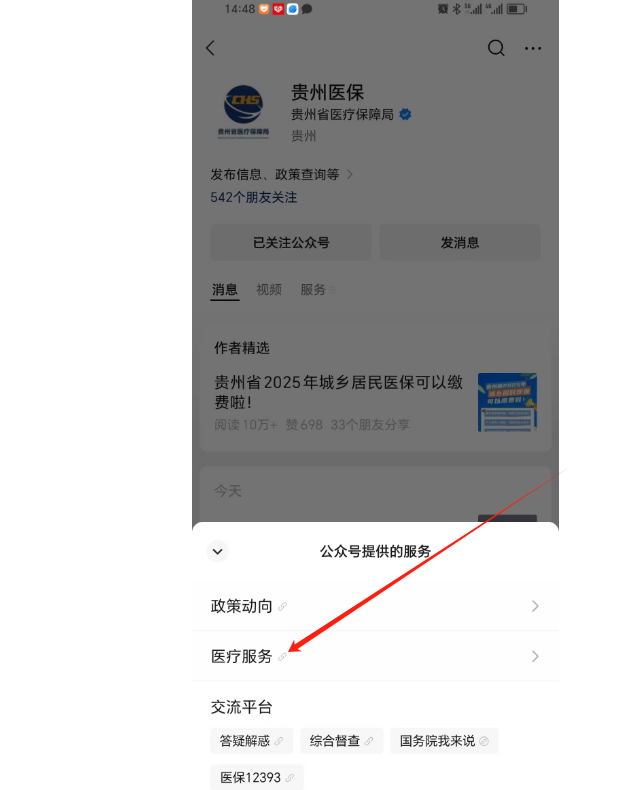 14:48
贵州医保
贵州省医疗保障局
贵州
CHS
贵州省医疗保障局
发布信息、政策查询等
542个朋友关注
已关注公众号
发消息
消息
视频
服务
作者精选
贵州省2025年城乡居民医保可以缴
费啦!
阅读10万+ 赞698 33个朋友分享
今天
公众号提供的服务
政策动向
医疗服务
交流平台
答疑解惑
综合督查
国务院我来说
医保12393